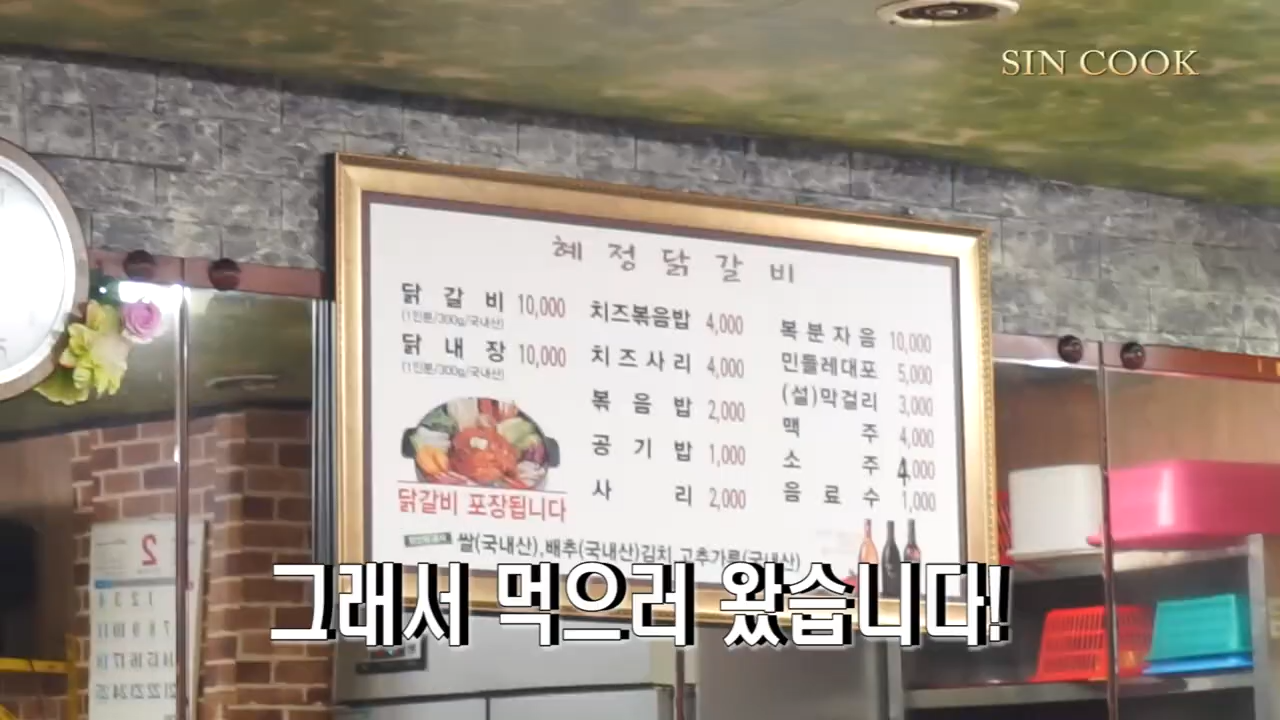 SIN COOK
혜정닭갈비
닭갈비 10,000
(1인분/300g/국내산)
닭내장 10,000
(1인분/300g/국내산)
닭갈비 포장됩니다
치즈볶음밥 4,000
치즈사리 4,000
볶음밥 2,000
공기밥 1,000
사리 2,000
복분자음 10,000
민들레대포 5,000
(설)막걸리 3,000
맥주 4,000
소주 4,000
음료수 1,000
쌀(국내산),배추(국내산)김치,고추가루(국내산)
그래서 먹으러 왔습니다!
2